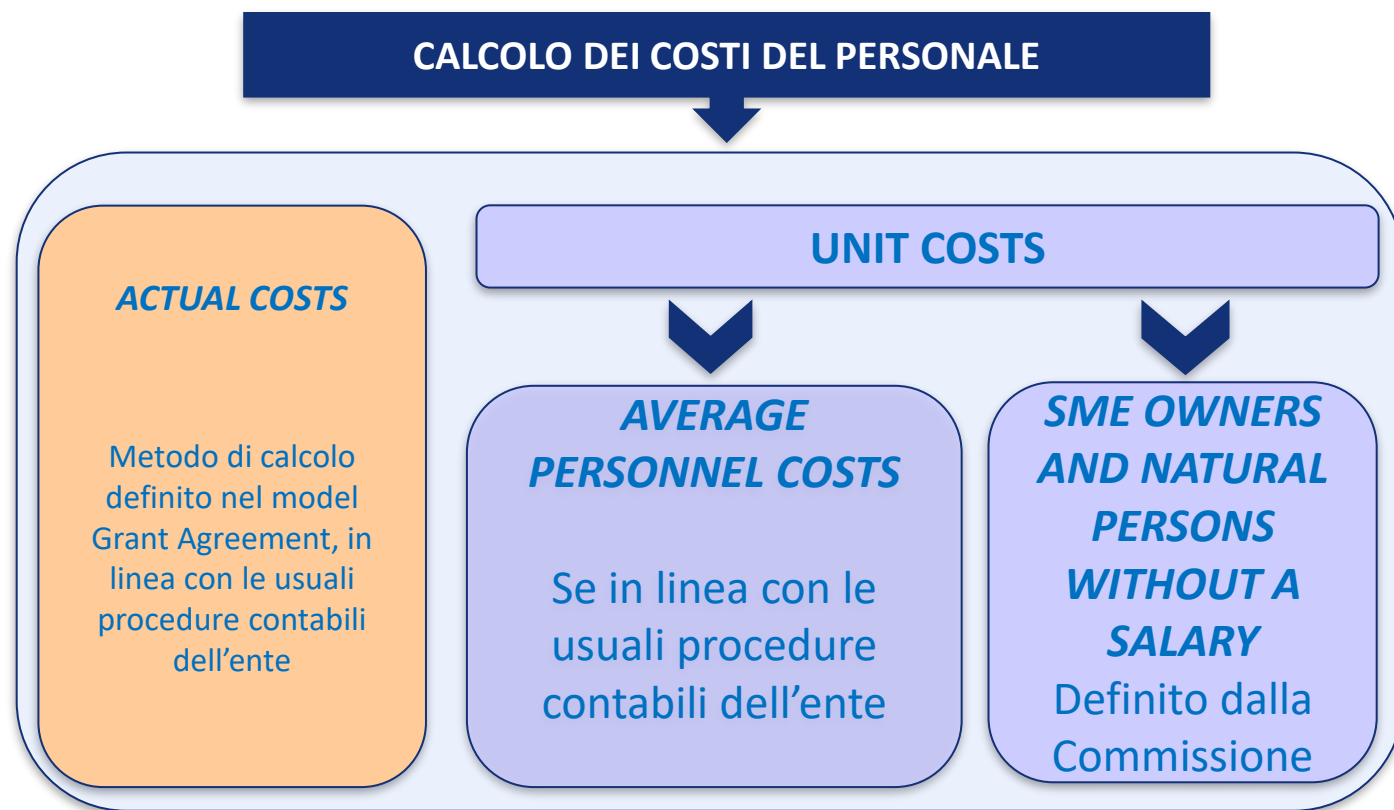 CALCOLO DEI COSTI DEL PERSONALE
ACTUAL COSTS
Metodo di calcolo
definito nel model
Grant Agreement, in
linea con le usuali
procedure contabili
dell’ente
UNIT COSTS
AVERAGE
PERSONNEL COSTS
Se in linea con le
usuali procedure
contabili dell’ente
SME OWNERS
AND NATURAL
PERSONS
WITHOUT A
SALARY
Definito dalla
Commissione